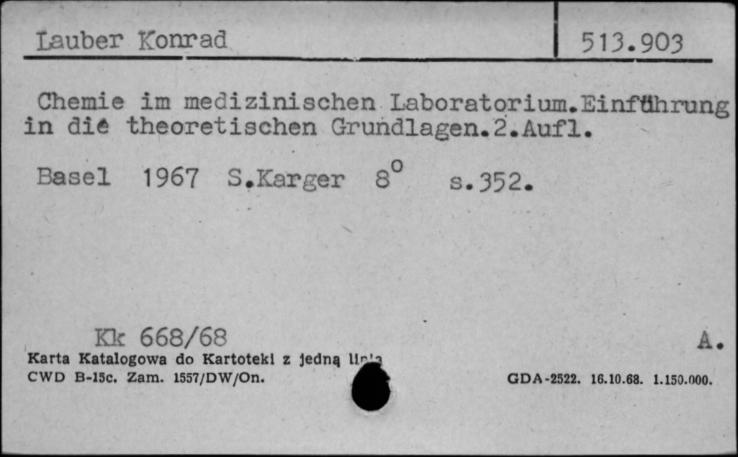 Lauber Konrad 513.903
Chemie im medizinischen Laboratorium.Einführung
in die theoretischen Grundlagen.2.Aufl.
Basel 1967 S.Karger 8° s.352.
Kk 668/68 A.
Karta Katalogowa do Kartoteki z jedną linią
CWD B-15c. Zam. 1557/DW/On. GDA-2522. 16.10.68. 1.150.000.